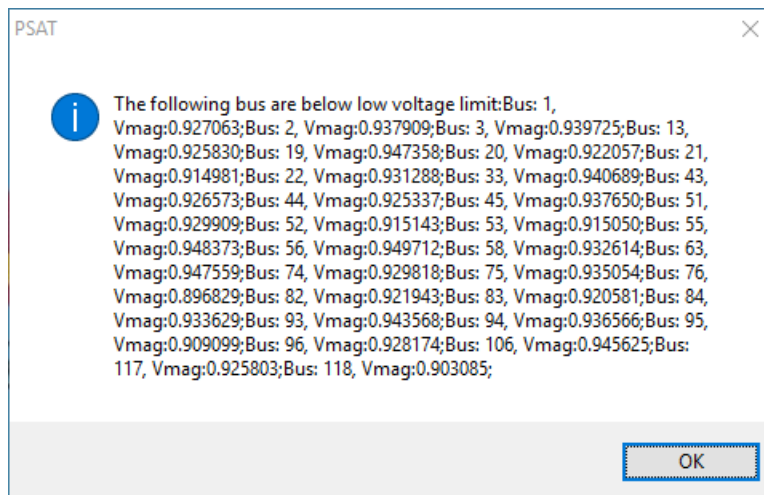 PSAT
The following bus are below low voltage limit:Bus: 1,
Vmag:0.927063;Bus: 2, Vmag:0.937909;Bus: 3, Vmag:0.939725;Bus: 13,
Vmag:0.925830;Bus: 19, Vmag:0.947358;Bus: 20, Vmag:0.922057;Bus: 21,
Vmag:0.914981;Bus: 22, Vmag:0.931288;Bus: 33, Vmag:0.940689;Bus: 43,
Vmag:0.926573;Bus: 44, Vmag:0.925337;Bus: 45, Vmag:0.937650;Bus: 51,
Vmag:0.929909;Bus: 52, Vmag:0.915143;Bus: 53, Vmag:0.915050;Bus: 55,
Vmag:0.948373;Bus: 56, Vmag:0.949712;Bus: 58, Vmag:0.932614;Bus: 63,
Vmag:0.947559;Bus: 74, Vmag:0.929818;Bus: 75, Vmag:0.935054;Bus: 76,
Vmag:0.896829;Bus: 82, Vmag:0.921943;Bus: 83, Vmag:0.920581;Bus: 84,
Vmag:0.933629;Bus: 93, Vmag:0.943568;Bus: 94, Vmag:0.936566;Bus: 95,
Vmag:0.909099;Bus: 96, Vmag:0.928174;Bus: 106, Vmag:0.945625;Bus:
117, Vmag:0.925803;Bus: 118, Vmag:0.903085;
OK